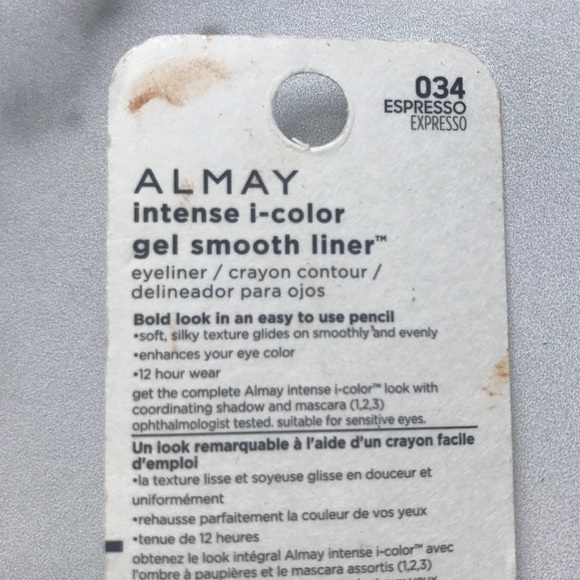 034
ESPRESSO
EXPRESSO
ALMAY
intense i-color
gel smooth liner™
eyeliner / crayon contour /
delineador para ojos
Bold look in an easy to use pencil
•soft, silky texture glides on smoothly and evenly
•enhances your eye color
•12 hour wear
get the complete Almay intense i-color™ look with
coordinating shadow and mascara (1,2,3)
ophthalmologist tested. suitable for sensitive eyes.
Un look remarquable à l'aide d'un crayon facile
d'emploi
•la texture lisse et soyeuse glisse en douceur et
uniformément
•rehausse parfaitement la couleur de vos yeux
•tenue de 12 heures
obtenez le look intégral Almay intense i-color™ avec
l'ombre à paupières et le mascara assortis (1,2,3)